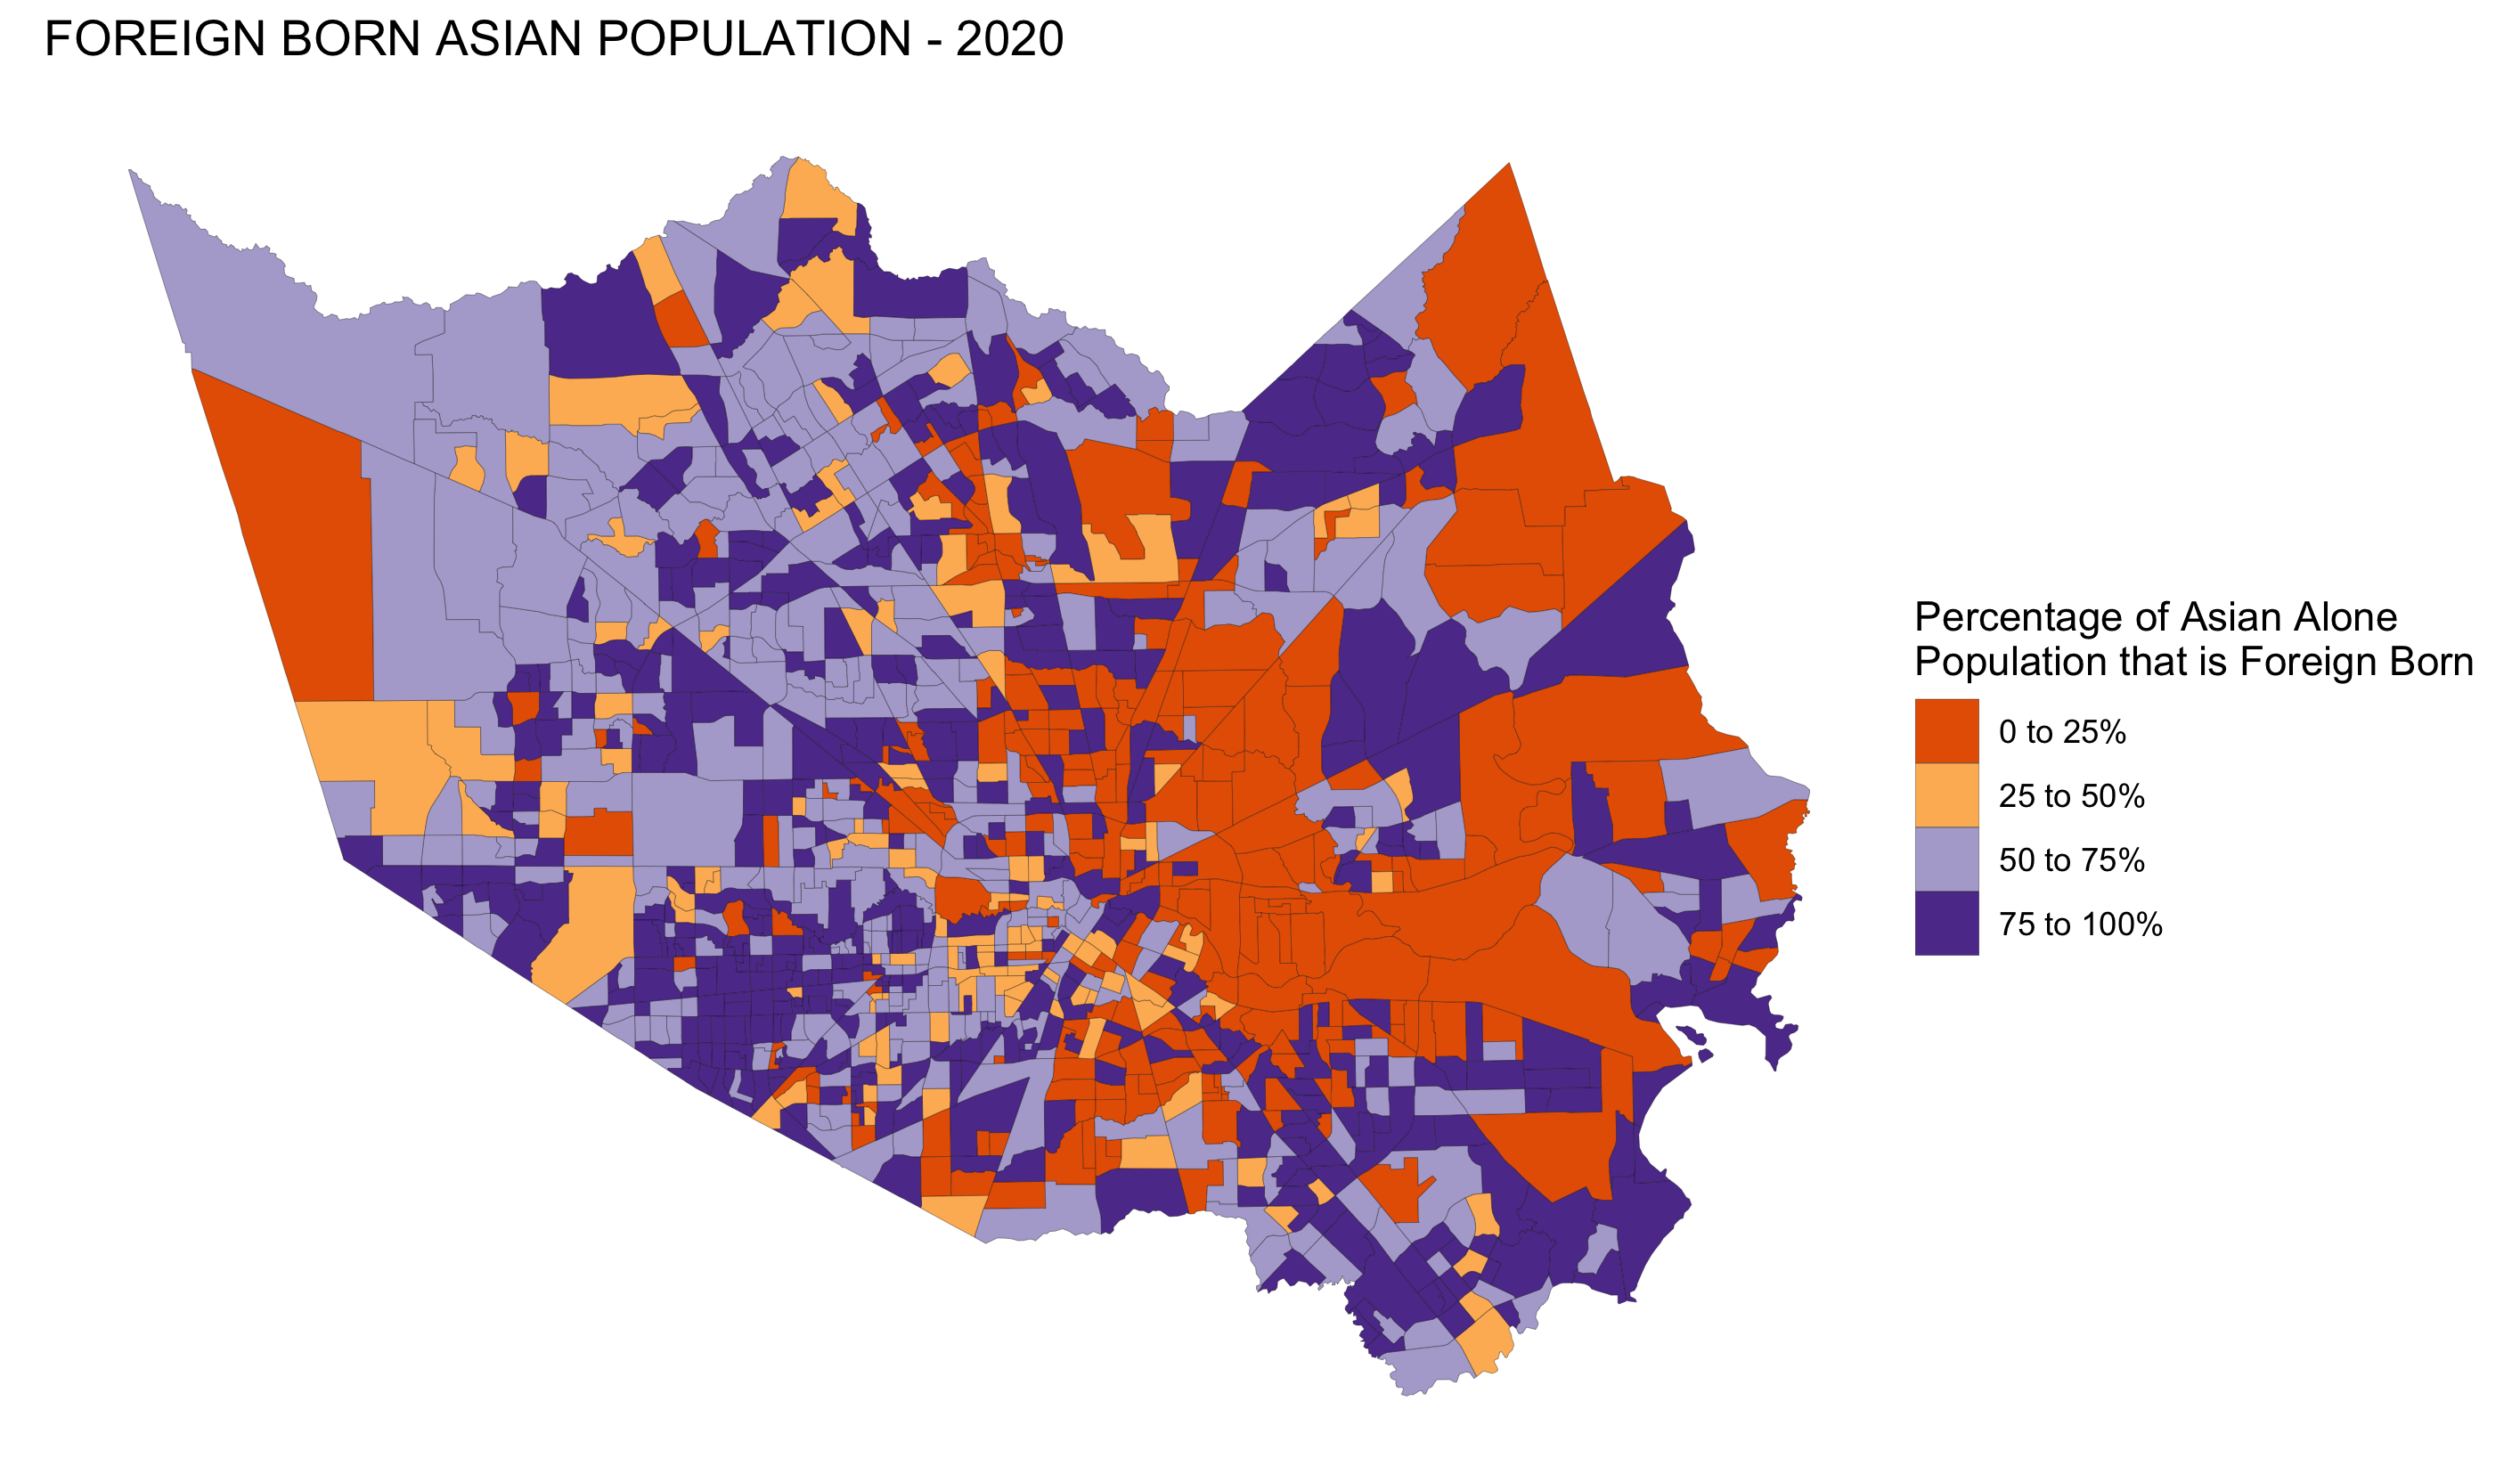 FOREIGN BORN ASIAN POPULATION - 2020
Percentage of Asian Alone
Population that is Foreign Born
0 to 25%
25 to 50%
50 to 75%
75 to 100%